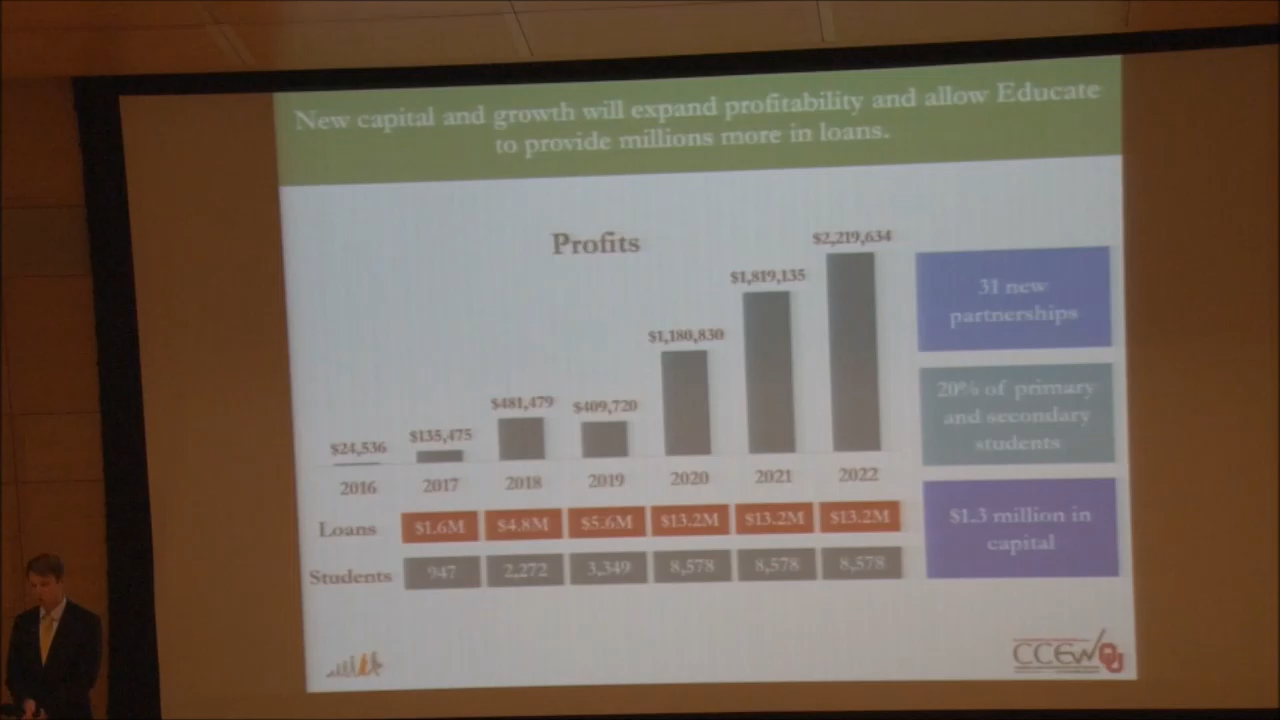 New capital and growth will expand profitability and allow Educate
to provide millions more in loans.
Profits
$24,536
$135,475
$481,479
$409,720
$1,180,830
$1,819,135
$2,219,634
2016 2017 2018 2019 2020 2021 2022
Loans $1.6M $4.8M $5.6M $13.2M $13.2M $13.2M
Students 947 2,272 3,349 8,578 8,578 8,578
31 new
partnerships
20% of primary
and secondary
students
$1.3 million in
capital
CCEW OU